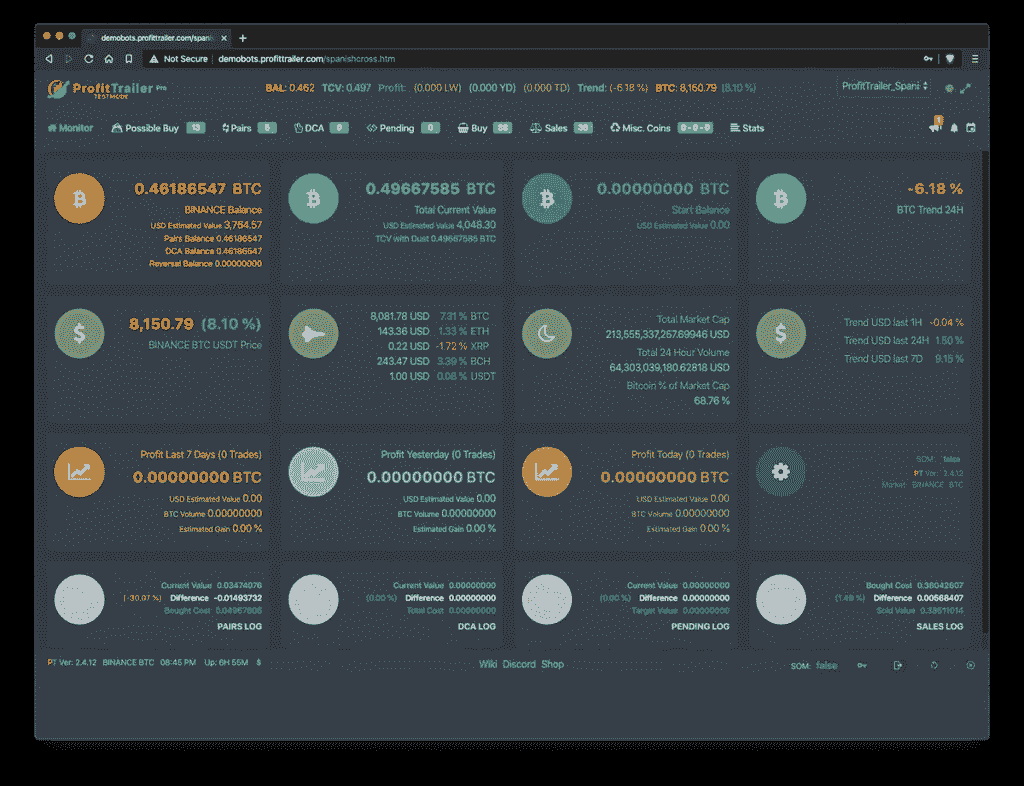 demobots.profittrailer.com/spani
Not Secure demobots.profittrailer.com/spanishcross.htm
ProfitTrailer Pro
TESTMODE
BAL: 0.462 TCV: 0.497 Profit: (0.000 LW) (0.000 YD) (0.000 TD) Trend: (-6.18 %) BTC: 8,150.79 (8.10 %)
ProfitTrailer_Spani
Monitor Possible Buy 13 Pairs 5 DCA 0 Pending 0 Buy 88 Sales 36 Misc. Coins 0 - 0 - 0 Stats
1
0.46186547 BTC
BINANCE Balance
USD Estimated Value 3,764.57
Pairs Balance 0.46186547
DCA Balance 0.46186547
Reversal Balance 0.00000000
0.49667585 BTC
Total Current Value
USD Estimated Value 4,048.30
TCV with Dust 0.49667585 BTC
0.00000000 BTC
Start Balance
USD Estimated Value 0.00
-6.18 %
BTC Trend 24H
8,150.79 (8.10 %)
BINANCE BTC USDT Price
8,081.78 USD 7.31 % BTC
143.36 USD 1.33 % ETH
0.22 USD -1.72 % XRP
243.47 USD 3.39 % BCH
1.00 USD 0.06 % USDT
Total Market Cap
213,555,337,267.69946 USD
Total 24 Hour Volume
64,303,039,180.62818 USD
Bitcoin % of Market Cap
68.76 %
Trend USD last 1H -0.04 %
Trend USD last 24H 1.50 %
Trend USD last 7D 9.15 %
Profit Last 7 Days (0 Trades)
0.00000000 BTC
USD Estimated Value 0.00
BTC Volume 0.00000000
Estimated Gain 0.00 %
Profit Yesterday (0 Trades)
0.00000000 BTC
USD Estimated Value 0.00
BTC Volume 0.00000000
Estimated Gain 0.00 %
Profit Today (0 Trades)
0.00000000 BTC
USD Estimated Value 0.00
BTC Volume 0.00000000
Estimated Gain 0.00 %
SOM: false
PT Ver: 2.4.12
Market: BINANCE BTC
Current Value 0.03474076
(-30.07 %) Difference -0.01493732
Bought Cost 0.04967808
PAIRS LOG
Current Value 0.00000000
(0.00 %) Difference 0.00000000
Total Cost 0.00000000
DCA LOG
Current Value 0.00000000
(0.00 %) Difference 0.00000000
Target Value 0.00000000
PENDING LOG
Bought Cost 0.38042607
(1.49 %) Difference 0.00568407
Sold Value 0.38611014
SALES LOG
PT Ver: 2.4.12 BINANCE BTC 08:45 PM Up: 6H 55M $
Wiki Discord Shop
SOM: false